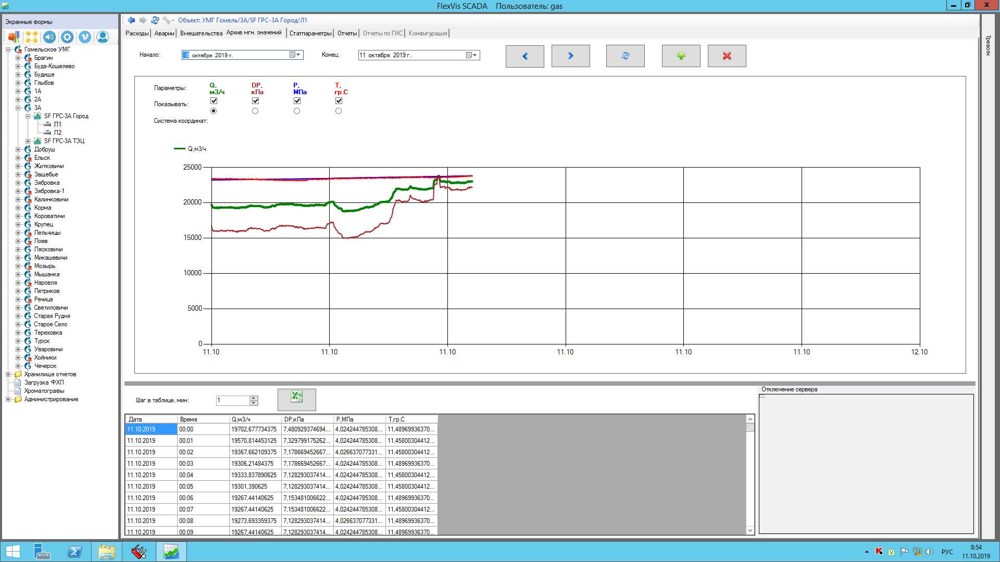 FlexVis SCADA    Пользователь: gas
Экранные формы
Гомельское УМГ
Брагин
Буда-Кошелево
Будище
Глыбов
1А
2А
3А
SF ГРС-3А Город
Л1
Л2
SF ГРС-3А ТЭЦ
Добруш
Ельск
Житковичи
Защебье
Зябровка
Зябровка-1
Калинковичи
Корма
Короватичи
Крупец
Лельчицы
Лоев
Лясковичи
Микашевичи
Мозырь
Мышанка
Наровля
Петриков
Речица
Светиловичи
Старая Рудня
Старое Село
Тереховка
Турск
Уваровичи
Хойники
Чечерск
Хранилище отчетов
Загрузка ФХП
Хроматографы
Администрирование
Объект: УМГ Гомель/3А/SF ГРС-3А Город/Л1
Расходы Аварии Вмешательства Архив мгн. значений Статпараметры Отчеты Отчеты по ГИС Конфигурация
Начало: 8 октября 2019 г. Конец: 11 октября 2019 г.
Параметры: Q, м3/ч DP, кПа P, МПа T, гр.С
Показывать:
Система координат:
Q,м3/ч
25000
20000
15000
10000
5000
0
11.10 11.10 11.10 11.10 11.10 11.10 12.10
Шаг в таблице, мин: 1
Дата Время Q,м3/ч DP,кПа P,МПа T,гр.С
11.10.2019 00:00 19702,677734375 7,480929374694... 4,024244785308... 11,48969936370...
11.10.2019 00:01 19570,814453125 7,329799175262... 4,024244785308... 11,45800304412...
11.10.2019 00:02 19367,662109375 7,178669452667... 4,026637077331... 11,48969936370...
11.10.2019 00:03 19306,21484375 7,178669452667... 4,024244785308... 11,48969936370...
11.10.2019 00:04 19333,837890625 7,128293037414... 4,024244785308... 11,45800304412...
11.10.2019 00:05 19301,390625 7,128293037414... 4,024244785308... 11,45800304412...
11.10.2019 00:06 19267,44140625 7,153481006622... 4,024244785308... 11,48969936370...
11.10.2019 00:07 19267,44140625 7,153481006622... 4,024244785308... 11,45800304412...
11.10.2019 00:08 19273,693359375 7,128293037414... 4,026637077331... 11,48969936370...
11.10.2019 00:09 19267,44140625 7,128293037414... 4,024244785308... 11,45800304412...
Отключение сервера
Тревоги
РУС
8:54
11.10.2019